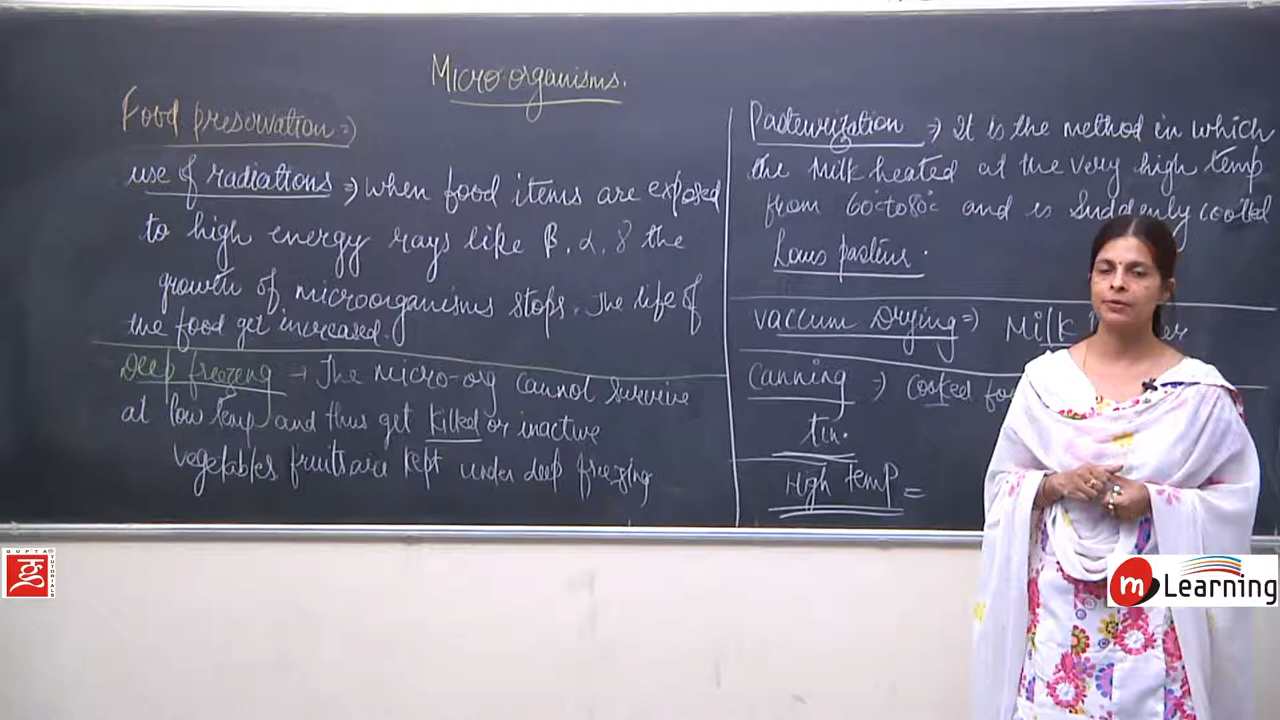 Micro-organisms.
Food preservation ⇒
use of radiations ⇒ when food items are exposed
to high energy rays like β, α, γ the
growth of microorganisms stops. The life of
the food get increased.
Deep freezing → The micro-org cannot survive
at low temp and thus get killed or inactive
vegetables fruits are kept under deep freezing
Pasteurization ⇒ It is the method in which
the milk heated at the very high temp
from 60°c to 80°c and is suddenly cooled
Lous pasteur.
Vaccum Drying ⇒ Milk
Canning ⇒ Cooked
tin.
High temp =
GUPTA TUTORIALS
m Learning